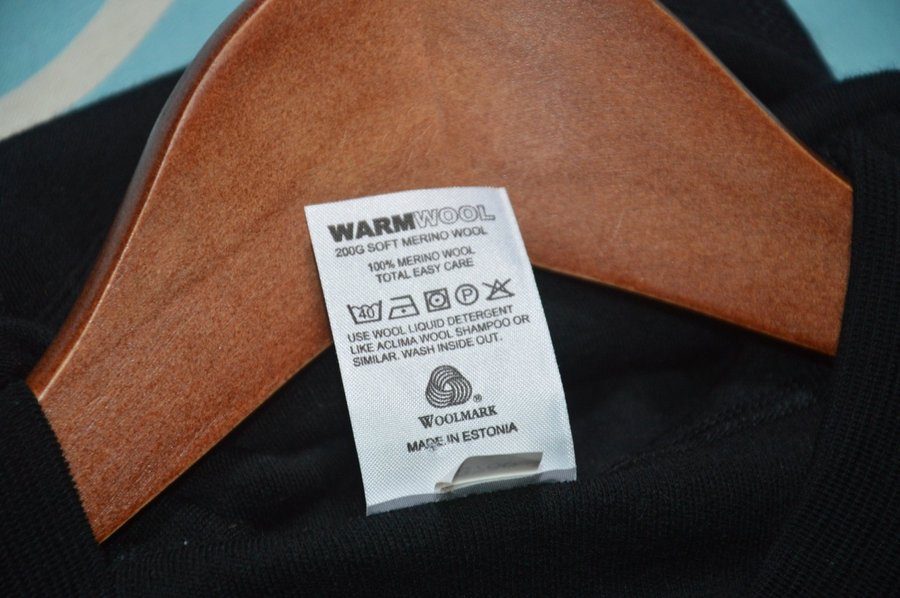 WARMWOOL
200G SOFT MERINO WOOL
100% MERINO WOOL
TOTAL EASY CARE
40 P
USE WOOL LIQUID DETERGENT
LIKE ACLIMA WOOL SHAMPOO OR
SIMILAR. WASH INSIDE OUT.
®
WOOLMARK
MADE IN ESTONIA